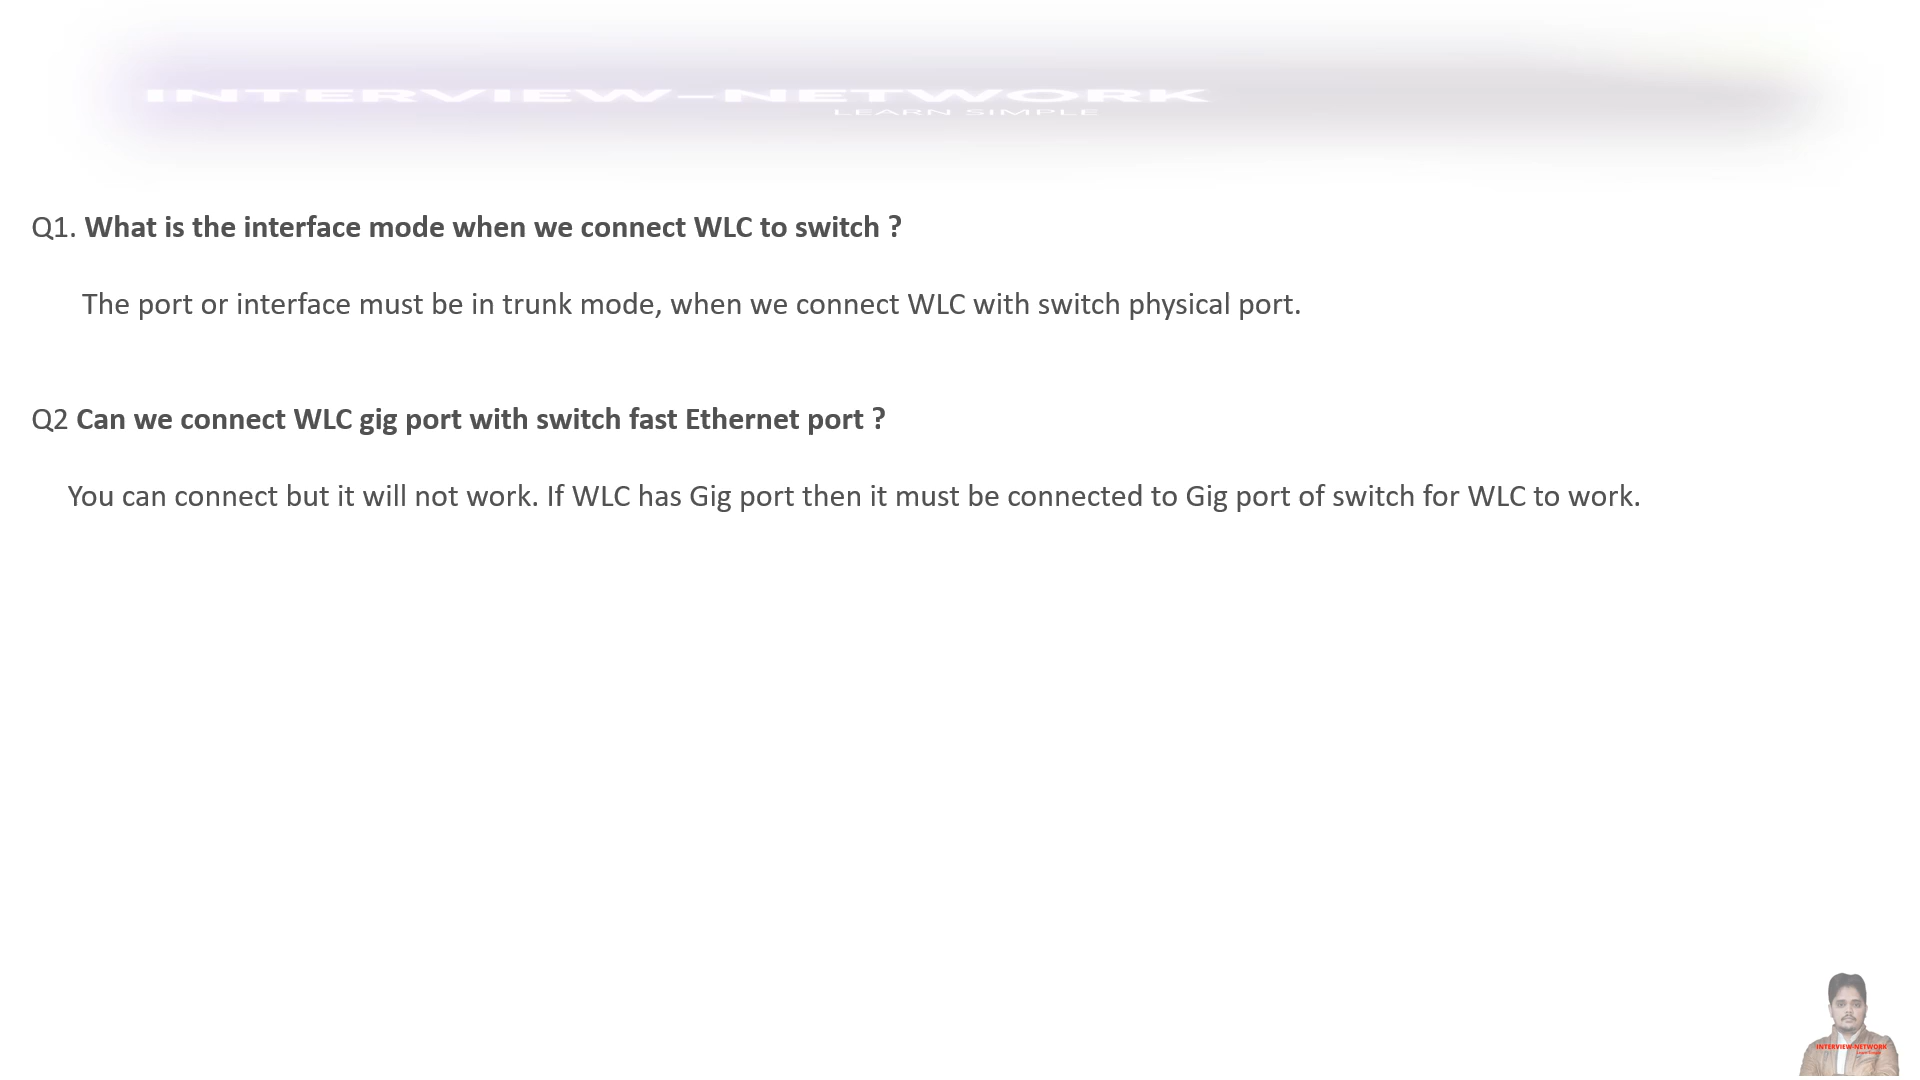 INTERVIEW-NETWORK
LEARN SIMPLE
Q1. What is the interface mode when we connect WLC to switch ?
The port or interface must be in trunk mode, when we connect WLC with switch physical port.
Q2 Can we connect WLC gig port with switch fast Ethernet port ?
You can connect but it will not work. If WLC has Gig port then it must be connected to Gig port of switch for WLC to work.
INTERVIEW-NETWORK